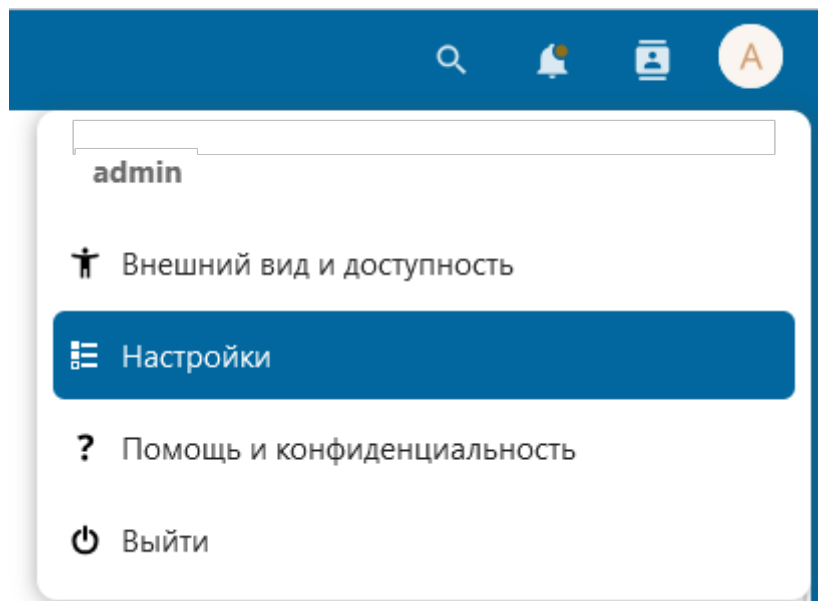 A
admin
Внешний вид и доступность
Настройки
? Помощь и конфиденциальность
Выйти